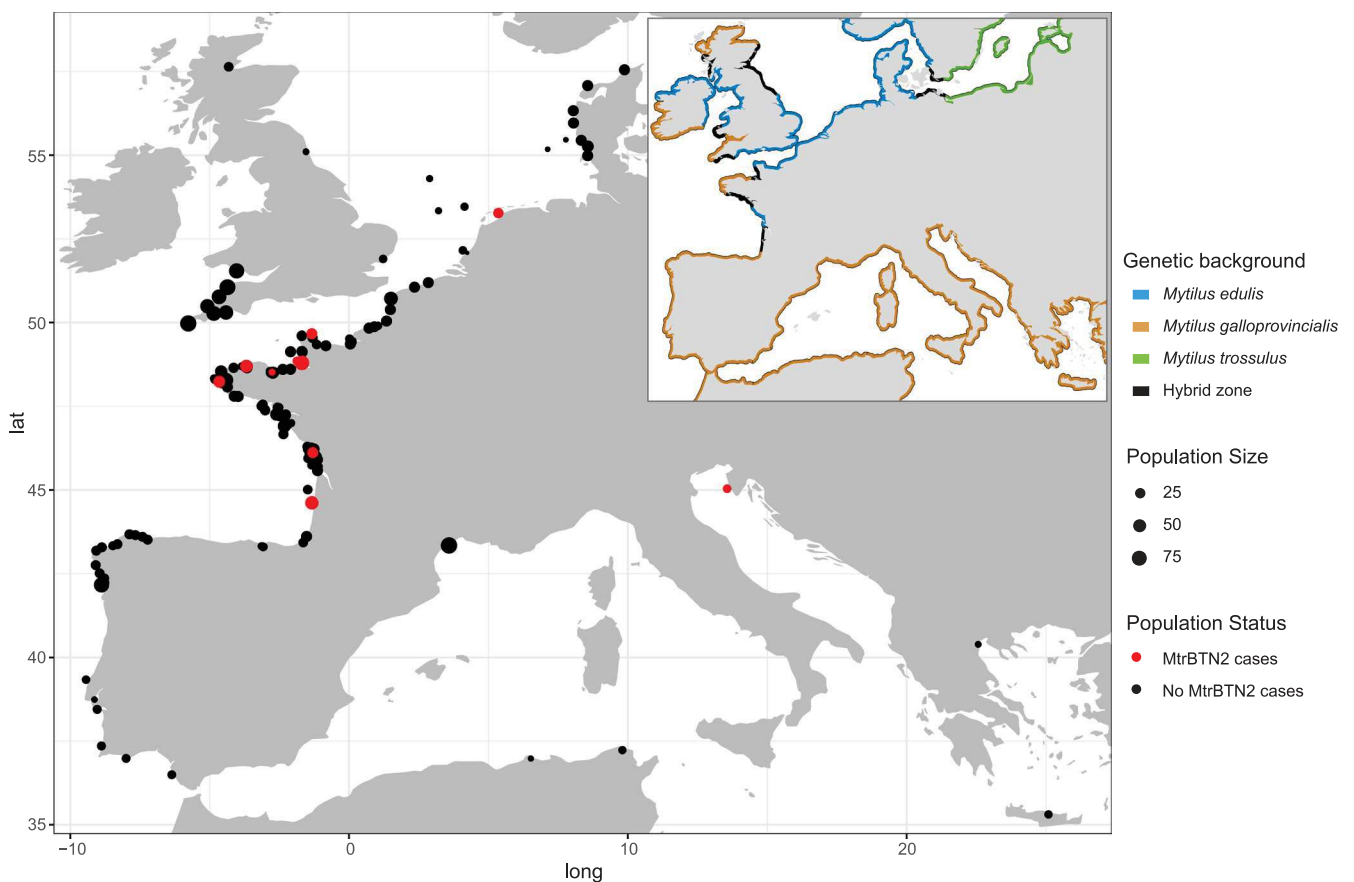 55
50
45
40
35
lat
−10
0
10
20
long
Genetic background
Mytilus edulis
Mytilus galloprovincialis
Mytilus trossulus
Hybrid zone
Population Size
25
50
75
Population Status
MtrBTN2 cases
No MtrBTN2 cases